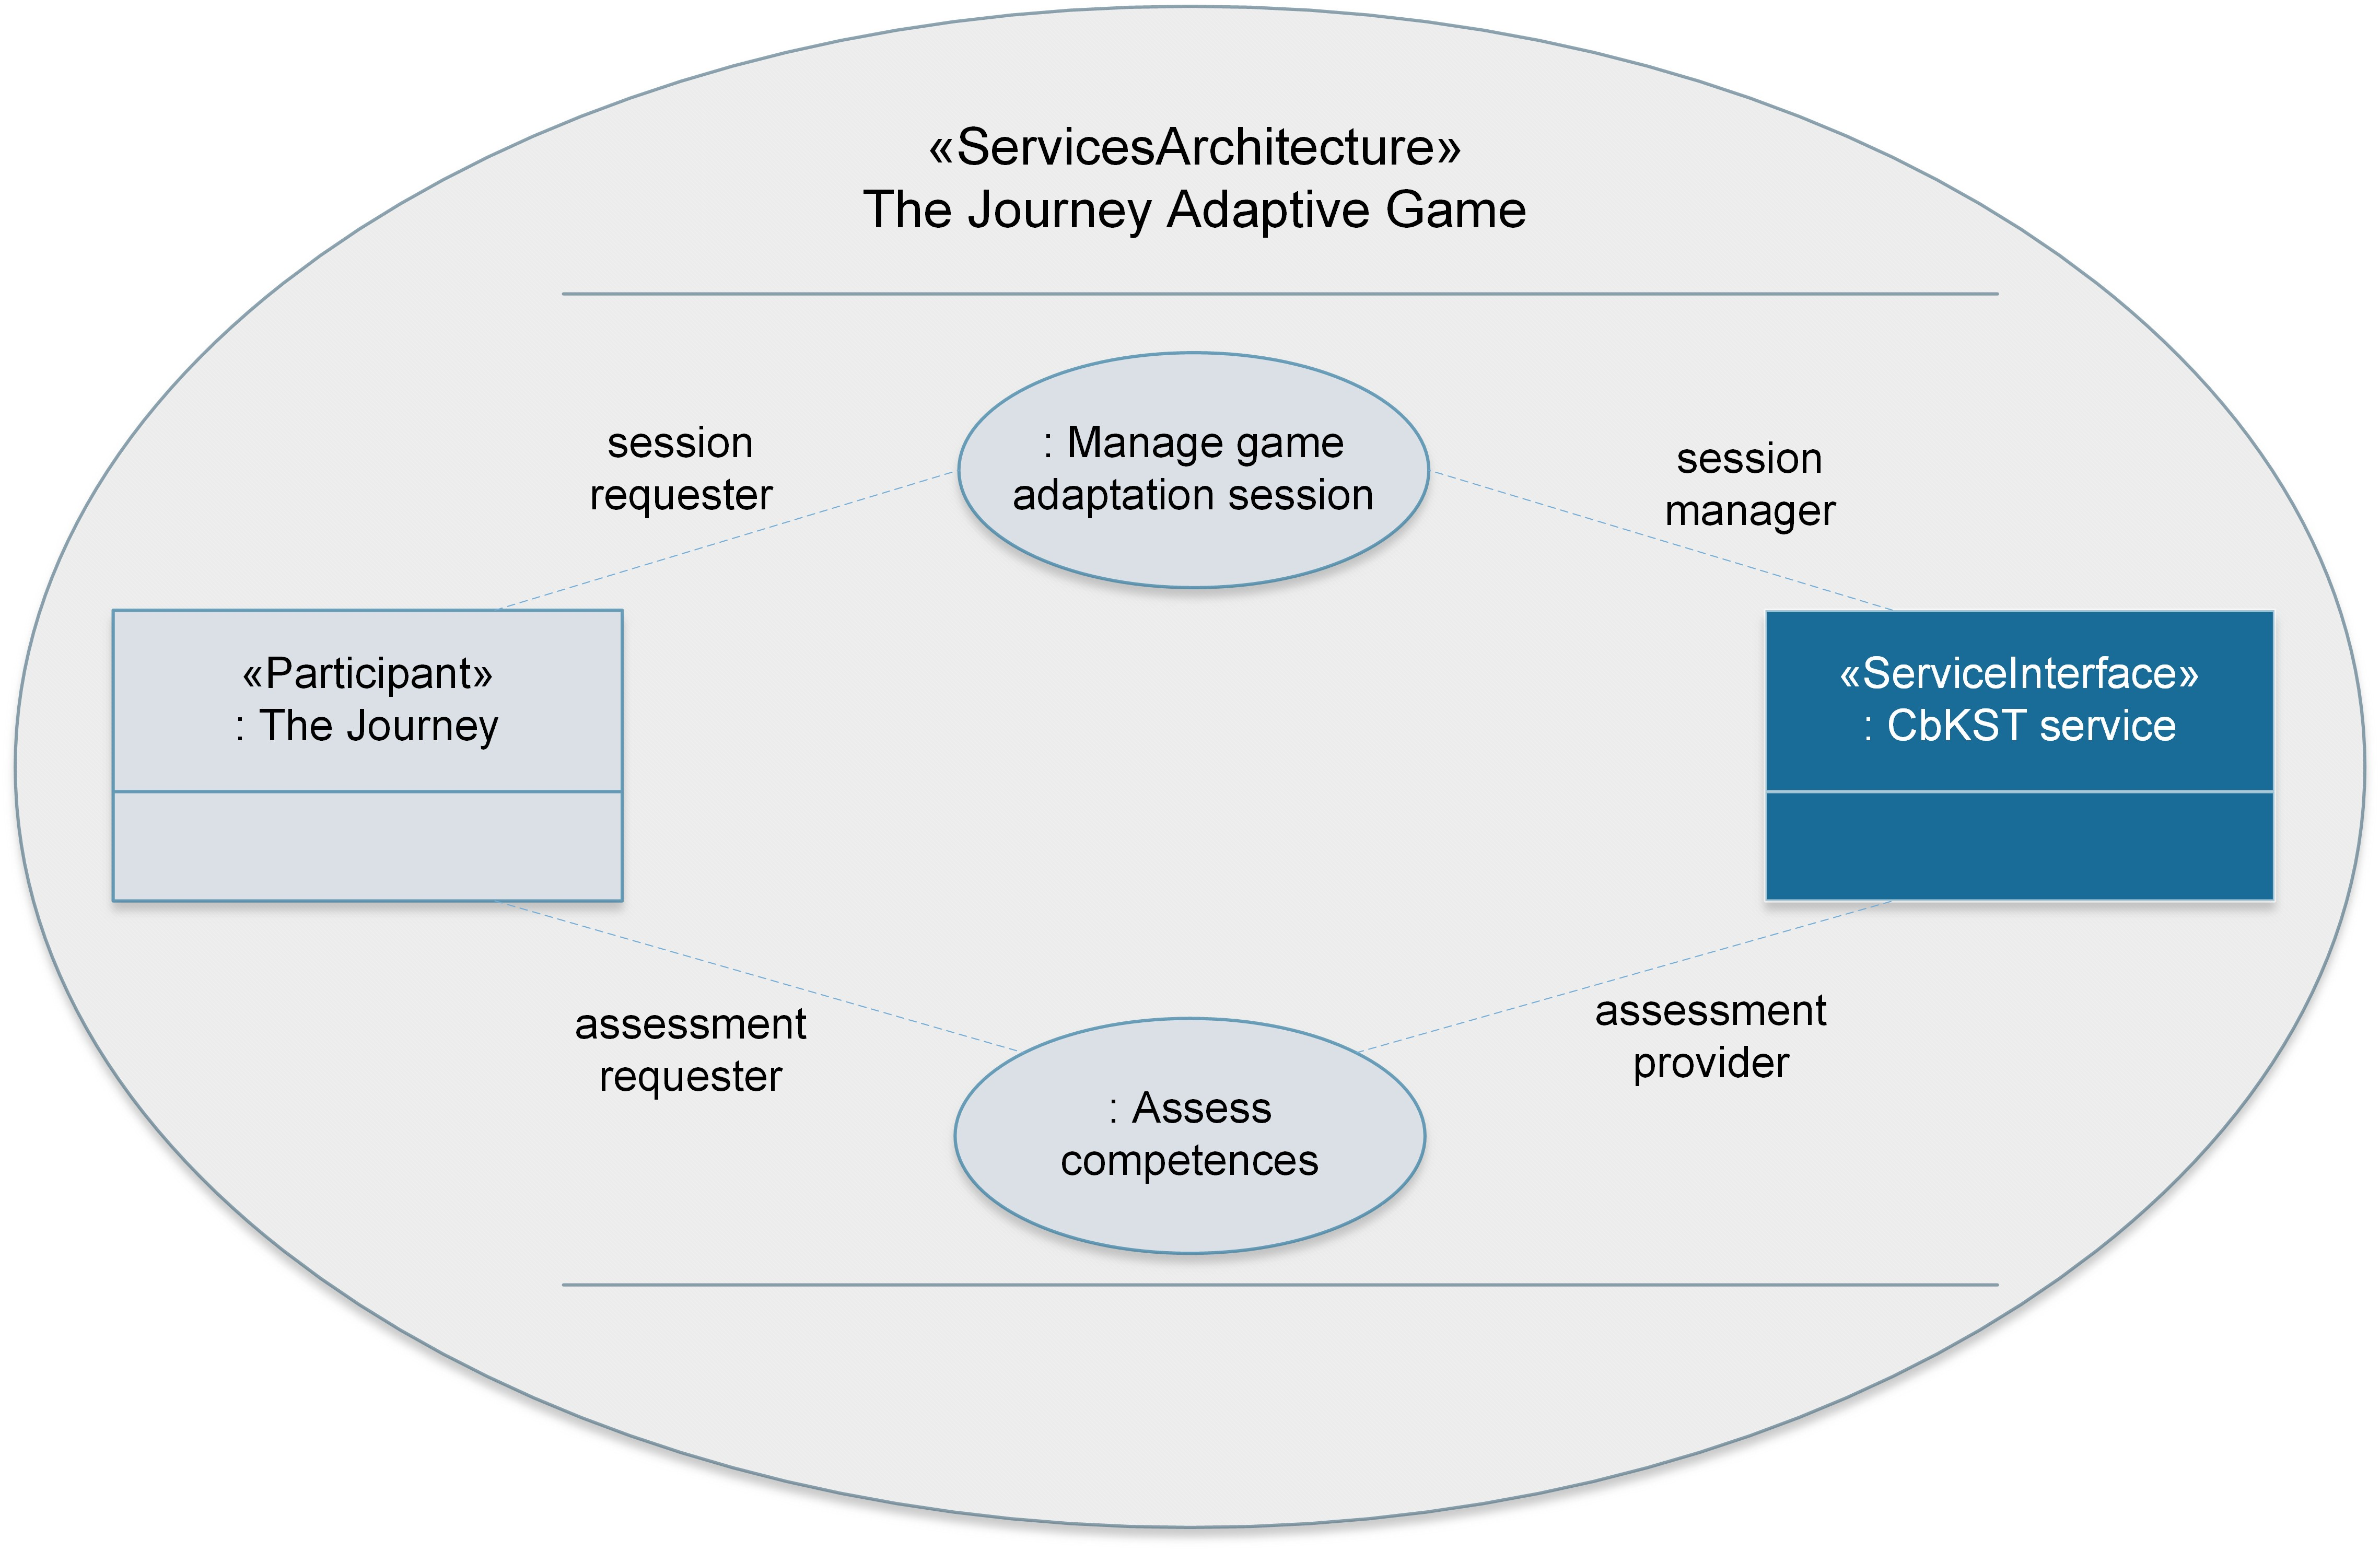 «ServicesArchitecture»
The Journey Adaptive Game
session
requester
: Manage game
adaptation session
session
manager
«Participant»
: The Journey
«ServiceInterface»
: CbKST service
assessment
requester
: Assess
competences
assessment
provider